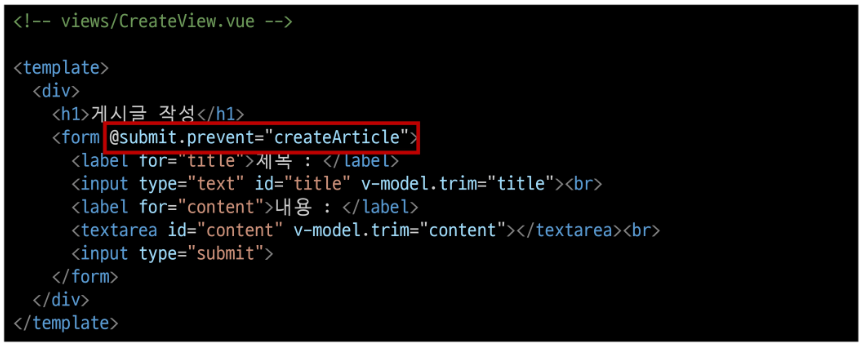 <!-- views/CreateView.vue -->
<template>
<div>
<h1>게시글 작성</h1>
<form @submit.prevent="createArticle">
<label for="title">제목 : </label>
<input type="text" id="title" v-model.trim="title"><br>
<label for="content">내용 : </label>
<textarea id="content" v-model.trim="content"></textarea><br>
<input type="submit">
</form>
</div>
</template>